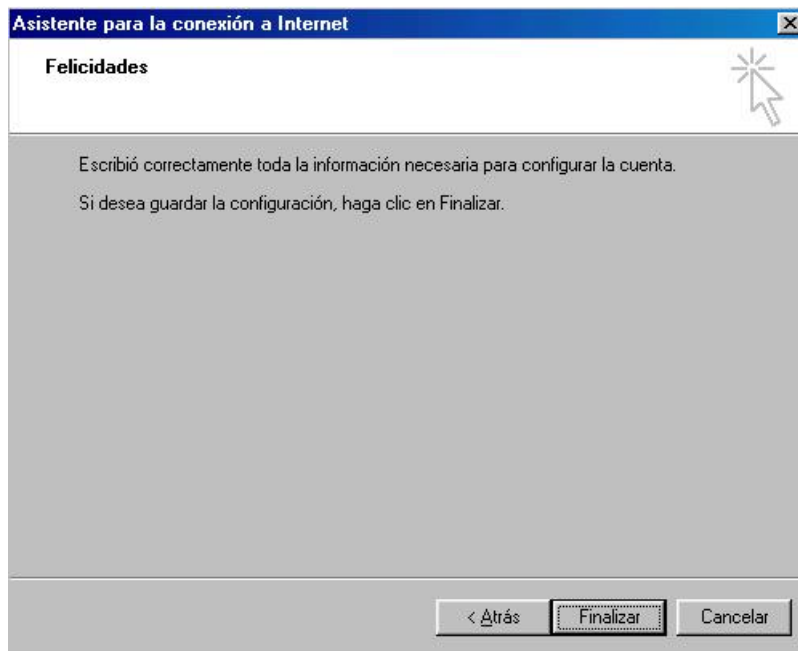 Asistente para la conexión a Internet
Felicidades
Escribió correctamente toda la información necesaria para configurar la cuenta.
Si desea guardar la configuración, haga clic en Finalizar.
< Atrás Finalizar Cancelar